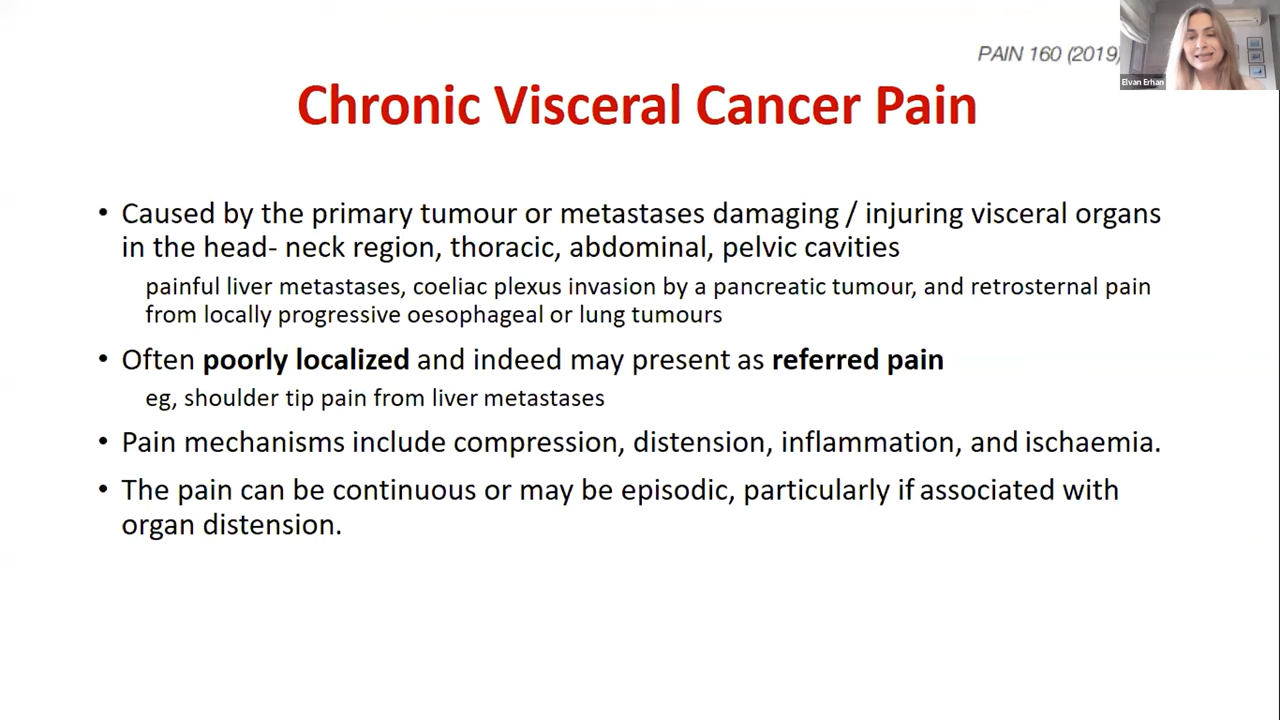 PAIN 160 (2019)
Elvan Erhan
Chronic Visceral Cancer Pain
• Caused by the primary tumour or metastases damaging / injuring visceral organs
in the head- neck region, thoracic, abdominal, pelvic cavities
painful liver metastases, coeliac plexus invasion by a pancreatic tumour, and retrosternal pain
from locally progressive oesophageal or lung tumours
• Often poorly localized and indeed may present as referred pain
eg, shoulder tip pain from liver metastases
• Pain mechanisms include compression, distension, inflammation, and ischaemia.
• The pain can be continuous or may be episodic, particularly if associated with
organ distension.